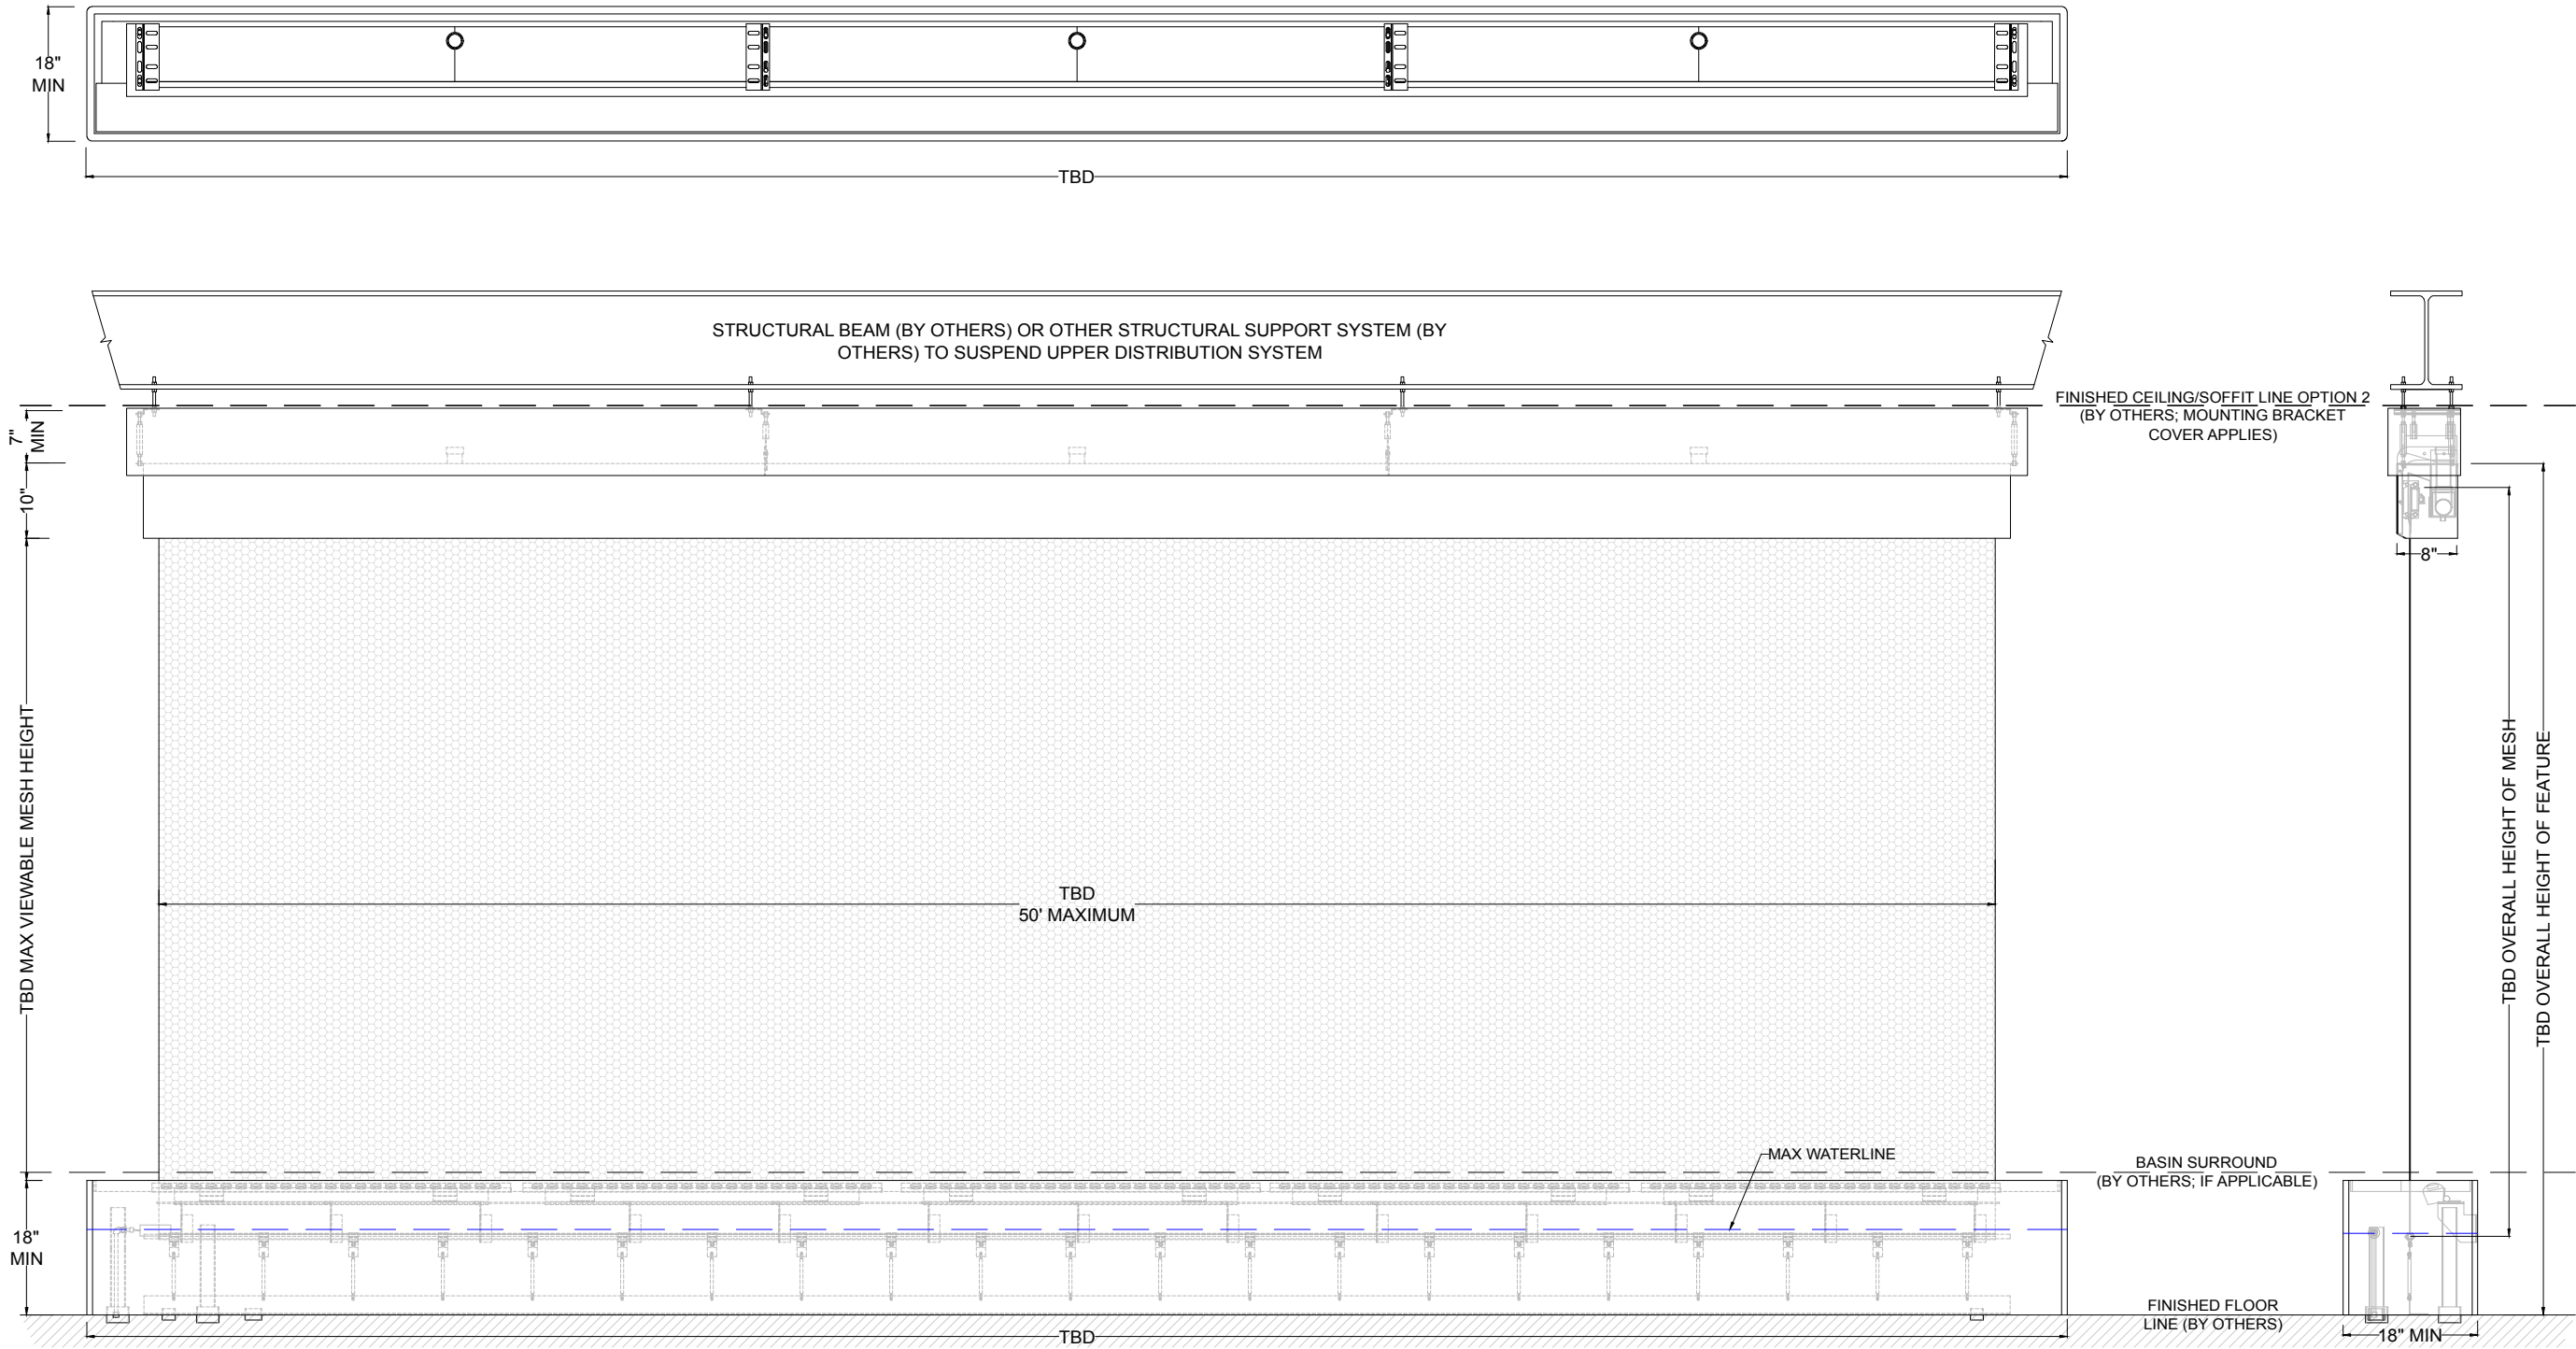 18"
MIN
TBD
STRUCTURAL BEAM (BY OTHERS) OR OTHER STRUCTURAL SUPPORT SYSTEM (BY
OTHERS) TO SUSPEND UPPER DISTRIBUTION SYSTEM
FINISHED CEILING/SOFFIT LINE OPTION 2
(BY OTHERS; MOUNTING BRACKET
COVER APPLIES)
7"
MIN
10"
8"
TBD MAX VIEWABLE MESH HEIGHT
TBD
50' MAXIMUM
TBD OVERALL HEIGHT OF MESH
TBD OVERALL HEIGHT OF FEATURE
MAX WATERLINE
BASIN SURROUND
(BY OTHERS; IF APPLICABLE)
18"
MIN
FINISHED FLOOR
LINE (BY OTHERS)
TBD
18" MIN